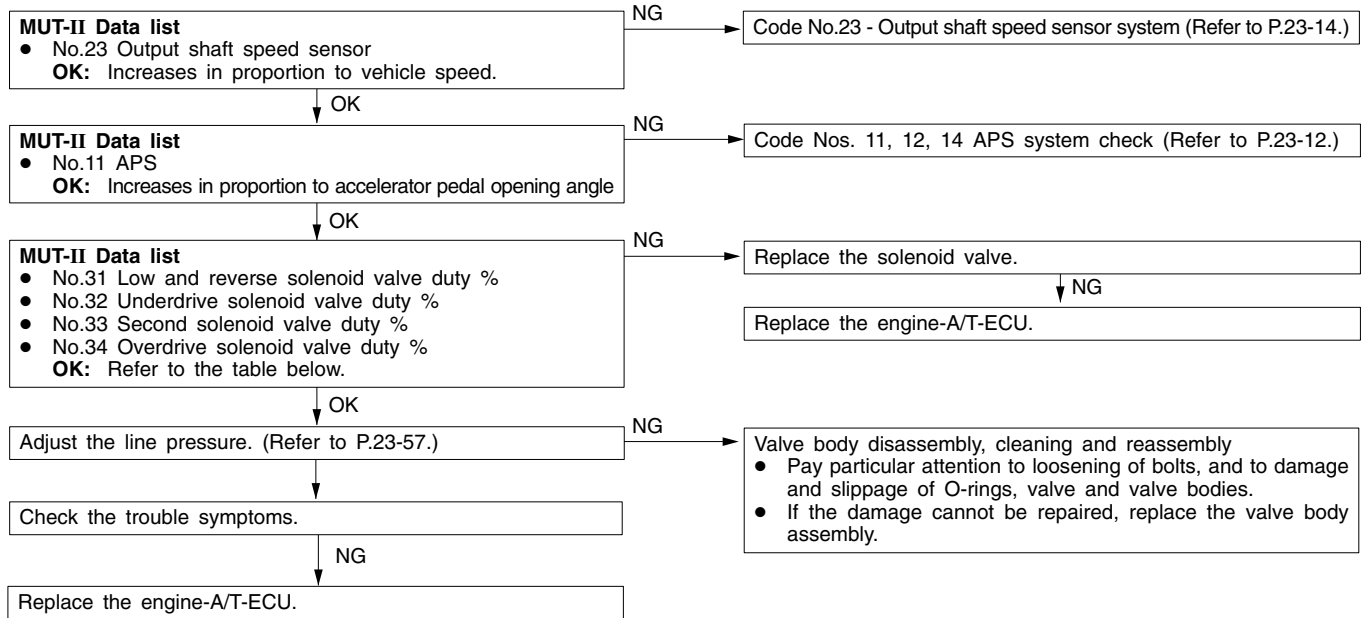 MUT-II Data list
● No.23 Output shaft speed sensor
OK: Increases in proportion to vehicle speed.
NG
Code No.23 - Output shaft speed sensor system (Refer to P.23-14.)
OK
MUT-II Data list
● No.11 APS
OK: Increases in proportion to accelerator pedal opening angle
NG
Code Nos. 11, 12, 14 APS system check (Refer to P.23-12.)
OK
MUT-II Data list
● No.31 Low and reverse solenoid valve duty %
● No.32 Underdrive solenoid valve duty %
● No.33 Second solenoid valve duty %
● No.34 Overdrive solenoid valve duty %
OK: Refer to the table below.
NG
Replace the solenoid valve.
NG
Replace the engine-A/T-ECU.
OK
Adjust the line pressure. (Refer to P.23-57.)
NG
Valve body disassembly, cleaning and reassembly
● Pay particular attention to loosening of bolts, and to damage
and slippage of O-rings, valve and valve bodies.
● If the damage cannot be repaired, replace the valve body
assembly.
Check the trouble symptoms.
NG
Replace the engine-A/T-ECU.